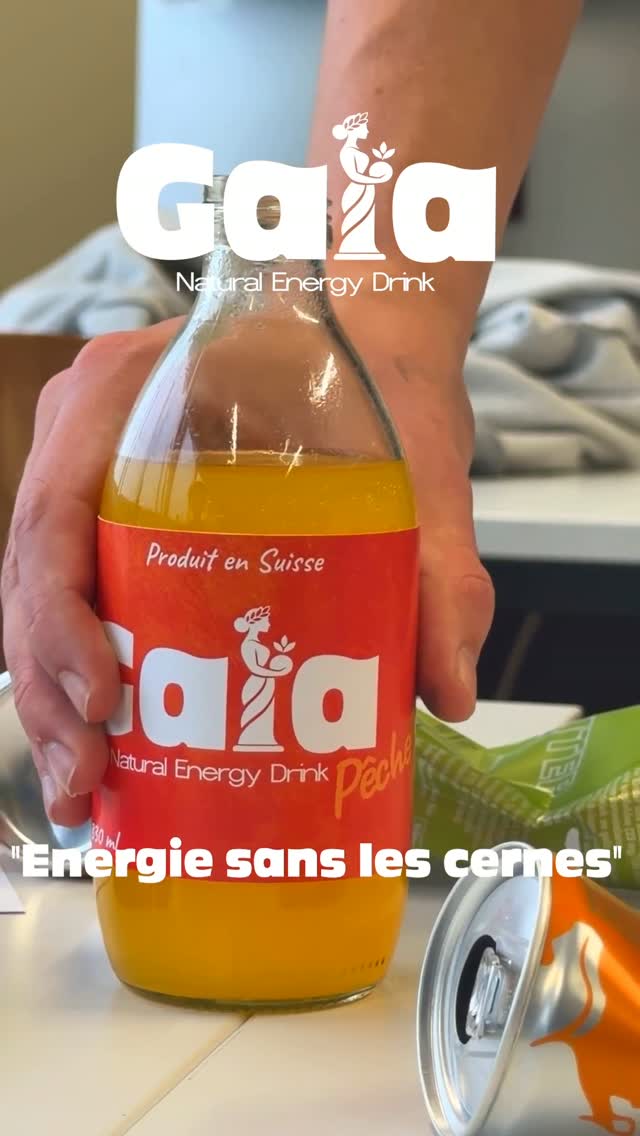 Gaia
Natural Energy Drink
Produit en Suisse
Gaia
Natural Energy Drink
Pêche
330 ml
"Energie sans les cernes"